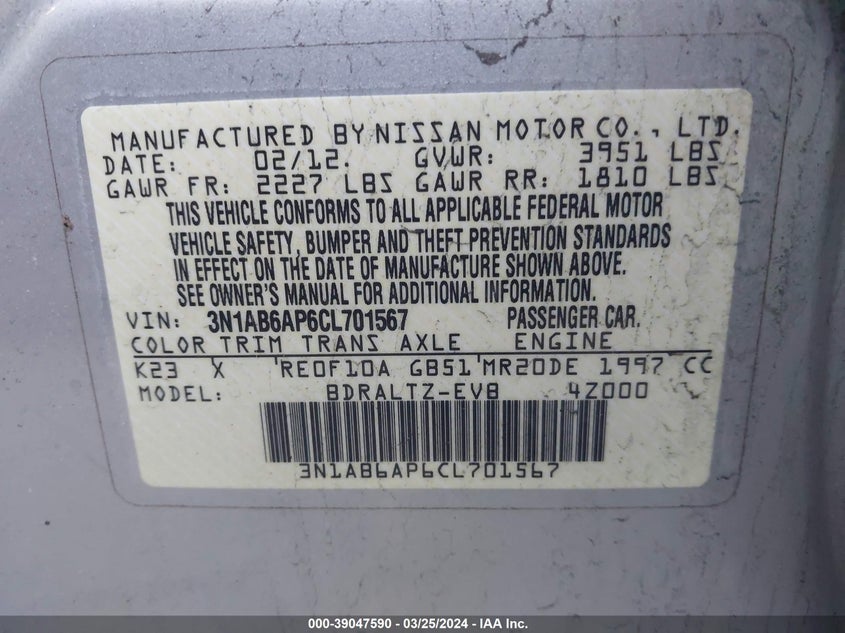 MANUFACTURED BY NISSAN MOTOR CO., LTD.
DATE: 02/12. GVWR: 3951 LBS
GAWR FR: 2227 LBS GAWR RR: 1810 LBS
THIS VEHICLE CONFORMS TO ALL APPLICABLE FEDERAL MOTOR
VEHICLE SAFETY, BUMPER AND THEFT PREVENTION STANDARDS
IN EFFECT ON THE DATE OF MANUFACTURE SHOWN ABOVE.
SEE OWNER'S MANUAL FOR ADDITIONAL INFORMATION.
VIN: 3N1AB6AP6CL701567 PASSENGER CAR.
COLOR TRIM TRANS AXLE ENGINE
K23 X RE0F10A GB51 MR20DE 1997 CC
MODEL: BDRALTZ-EVB 4Z000
3N1AB6AP6CL701567
000-39047590 / 03/25/2024 - IAA Inc.